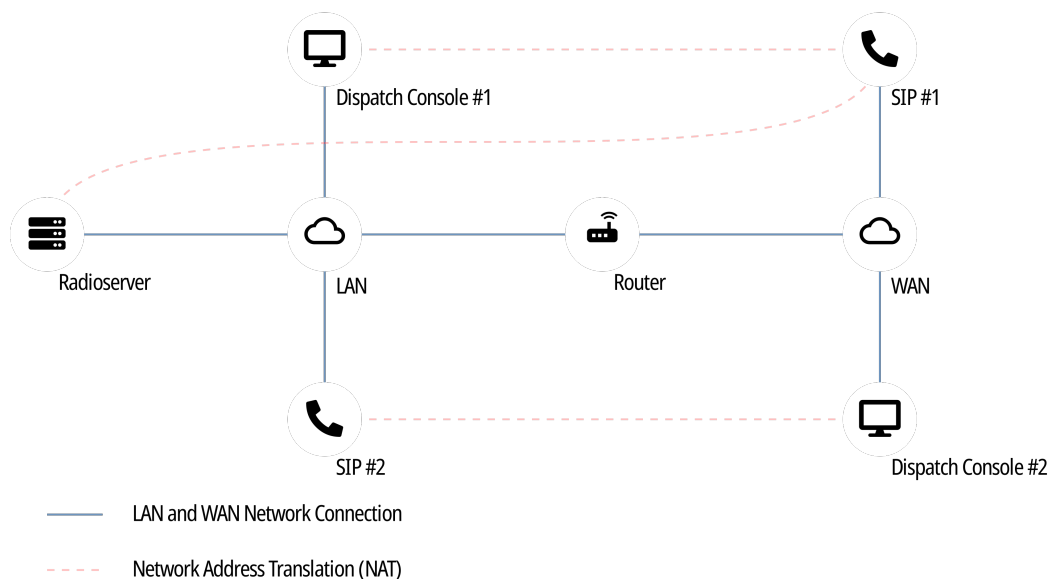 Dispatch Console #1
SIP #1
Radioserver
LAN
Router
WAN
SIP #2
Dispatch Console #2
LAN and WAN Network Connection
Network Address Translation (NAT)